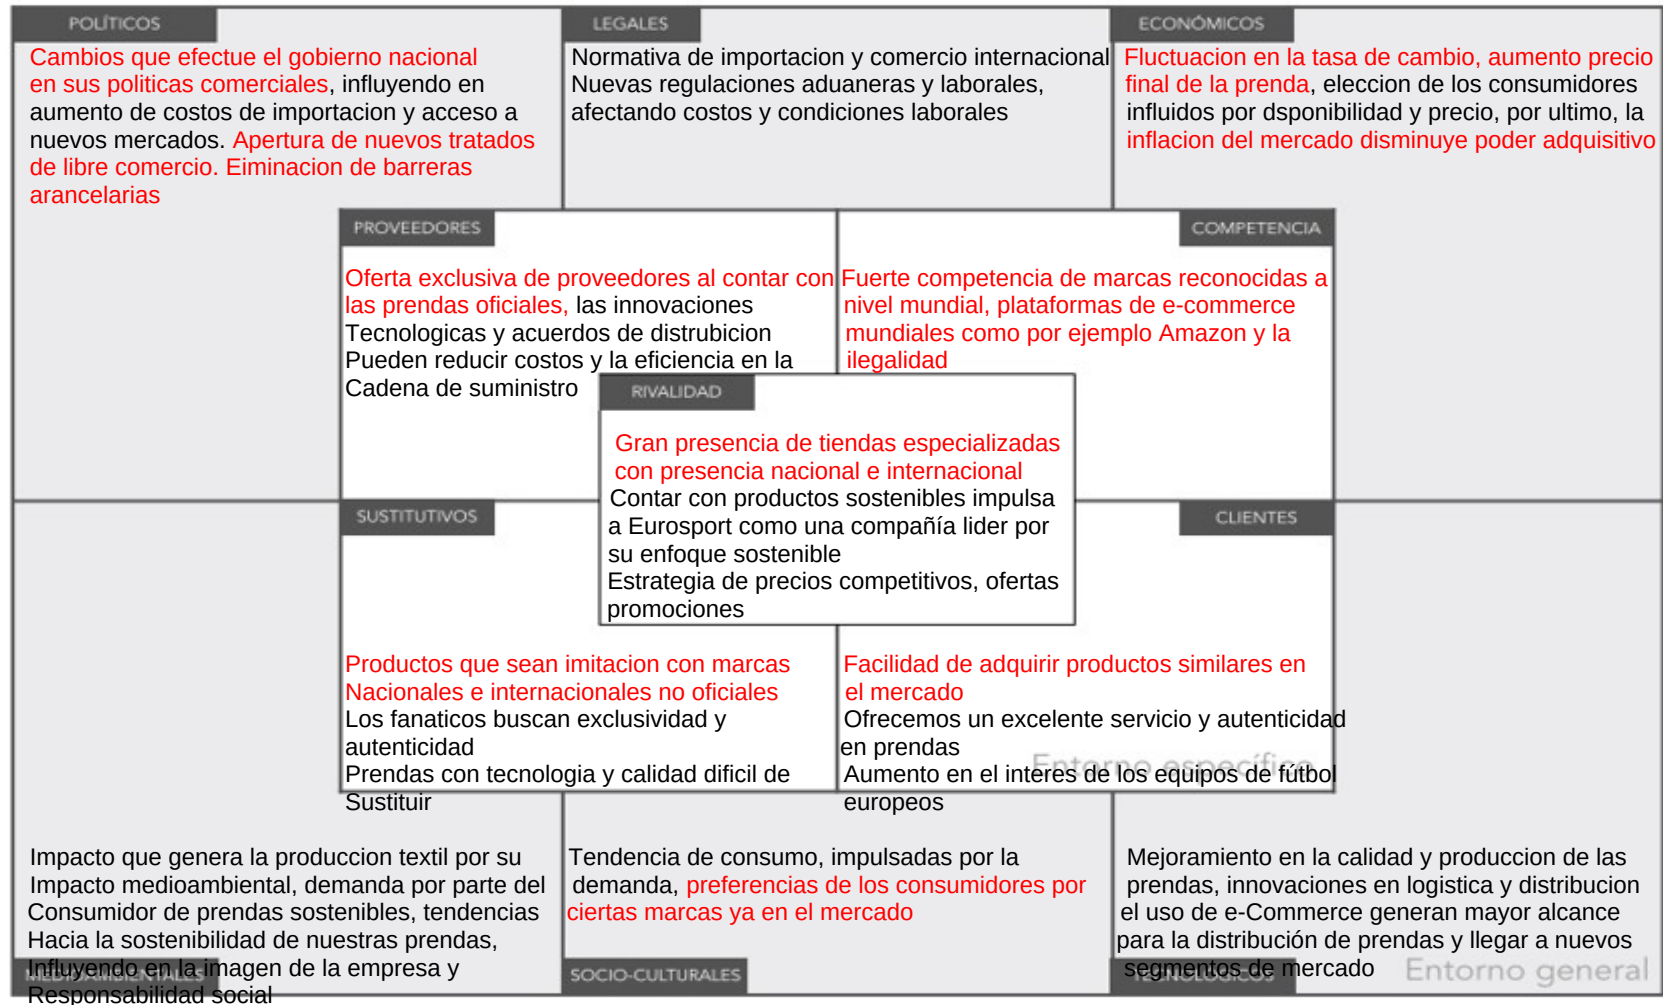 POLÍTICOS
Cambios que efectue el gobierno nacional
en sus politicas comerciales, influyendo en
aumento de costos de importacion y acceso a
nuevos mercados. Apertura de nuevos tratados
de libre comercio. Eiminacion de barreras
arancelarias
LEGALES
Normativa de importacion y comercio internacional
Nuevas regulaciones aduaneras y laborales,
afectando costos y condiciones laborales
ECONÓMICOS
Fluctuacion en la tasa de cambio, aumento precio
final de la prenda, eleccion de los consumidores
influidos por dsponibilidad y precio, por ultimo, la
inflacion del mercado disminuye poder adquisitivo
PROVEEDORES
Oferta exclusiva de proveedores al contar con
las prendas oficiales, las innovaciones
Tecnologicas y acuerdos de distrubicion
Pueden reducir costos y la eficiencia en la
Cadena de suministro
COMPETENCIA
Fuerte competencia de marcas reconocidas a
nivel mundial, plataformas de e-commerce
mundiales como por ejemplo Amazon y la
ilegalidad
RIVALIDAD
Gran presencia de tiendas especializadas
con presencia nacional e internacional
Contar con productos sostenibles impulsa
a Eurosport como una compañía lider por
su enfoque sostenible
Estrategia de precios competitivos, ofertas
promociones
SUSTITUTIVOS
Productos que sean imitacion con marcas
Nacionales e internacionales no oficiales
Los fanaticos buscan exclusividad y
autenticidad
Prendas con tecnologia y calidad dificil de
Sustituir
CLIENTES
Facilidad de adquirir productos similares en
el mercado
Ofrecemos un excelente servicio y autenticidad
en prendas
Aumento en el interes de los equipos de fútbol
europeos
Entorno específico
Impacto que genera la produccion textil por su
Impacto medioambiental, demanda por parte del
Consumidor de prendas sostenibles, tendencias
Hacia la sostenibilidad de nuestras prendas,
Influyendo en la imagen de la empresa y
Responsabilidad social
MEDIOAMBIENTALES
Tendencia de consumo, impulsadas por la
demanda, preferencias de los consumidores por
ciertas marcas ya en el mercado
SOCIO-CULTURALES
Mejoramiento en la calidad y produccion de las
prendas, innovaciones en logistica y distribucion
el uso de e-Commerce generan mayor alcance
para la distribución de prendas y llegar a nuevos
segmentos de mercado
TECNOLÓGICOS
Entorno general